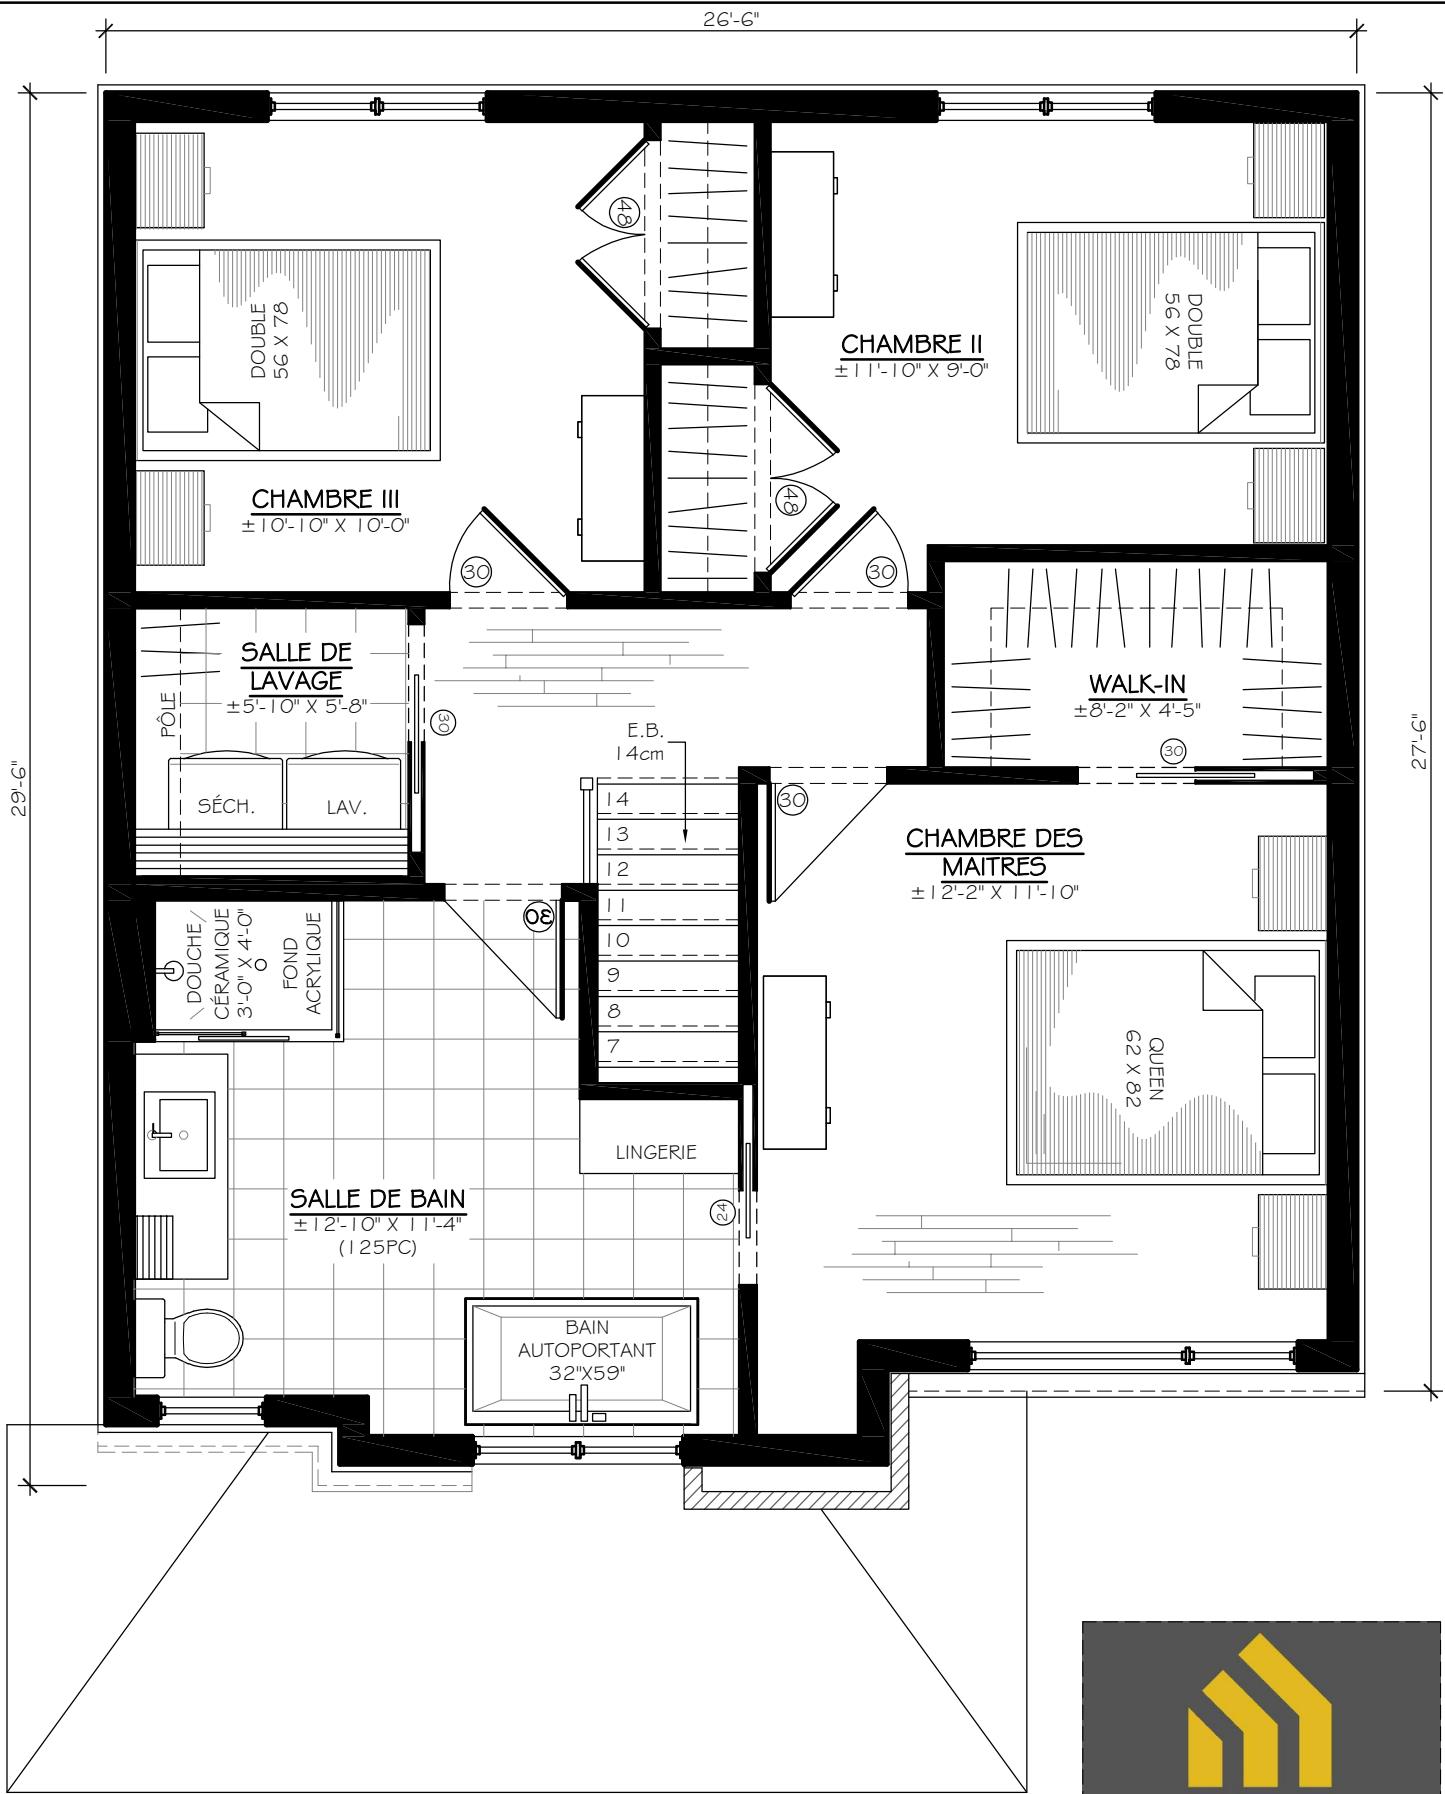 26'-6"
29'-6"
27'-6"
48
DOUBLE
56 X 78
CHAMBRE II
±11'-10" X 9'-0"
DOUBLE
56 X 78
CHAMBRE III
±10'-10" X 10'-0"
48
30
30
SALLE DE
LAVAGE
±5'-10" X 5'-8"
PÔLE
30
SÉCH.
LAV.
E.B.
14cm
WALK-IN
±8'-2" X 4'-5"
30
30
14
13
12
11
10
9
8
7
CHAMBRE DES
MAITRES
±12'-2" X 11'-10"
30
DOUCHE
CÉRAMIQUE
3'-0" X 4'-0"
FOND
ACRYLIQUE
QUEEN
62 X 82
LINGERIE
24
SALLE DE BAIN
±12'-10" X 11'-4"
(125PC)
BAIN
AUTOPORTANT
32"X59"